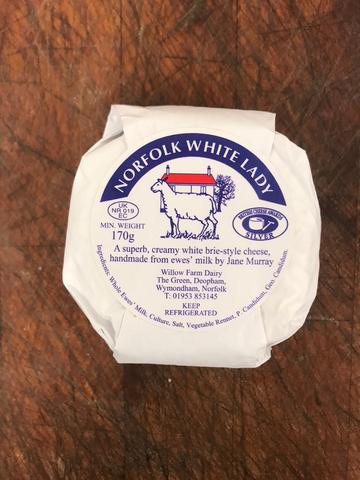 NORFOLK WHITE LADY
UK
NR 019
EC
BRITISH CHEESE AWARDS
SILVER
MIN. WEIGHT
170g
A superb, creamy white brie-style cheese,
handmade from ewes' milk by Jane Murray
Willow Farm Dairy
The Green, Deopham,
Wymondham, Norfolk
T: 01953 853145
KEEP
REFRIGERATED
Ingredients: Whole Ewes' Milk, Culture, Salt, Vegetable Rennet, P. Candidum, Geo. Candidum.